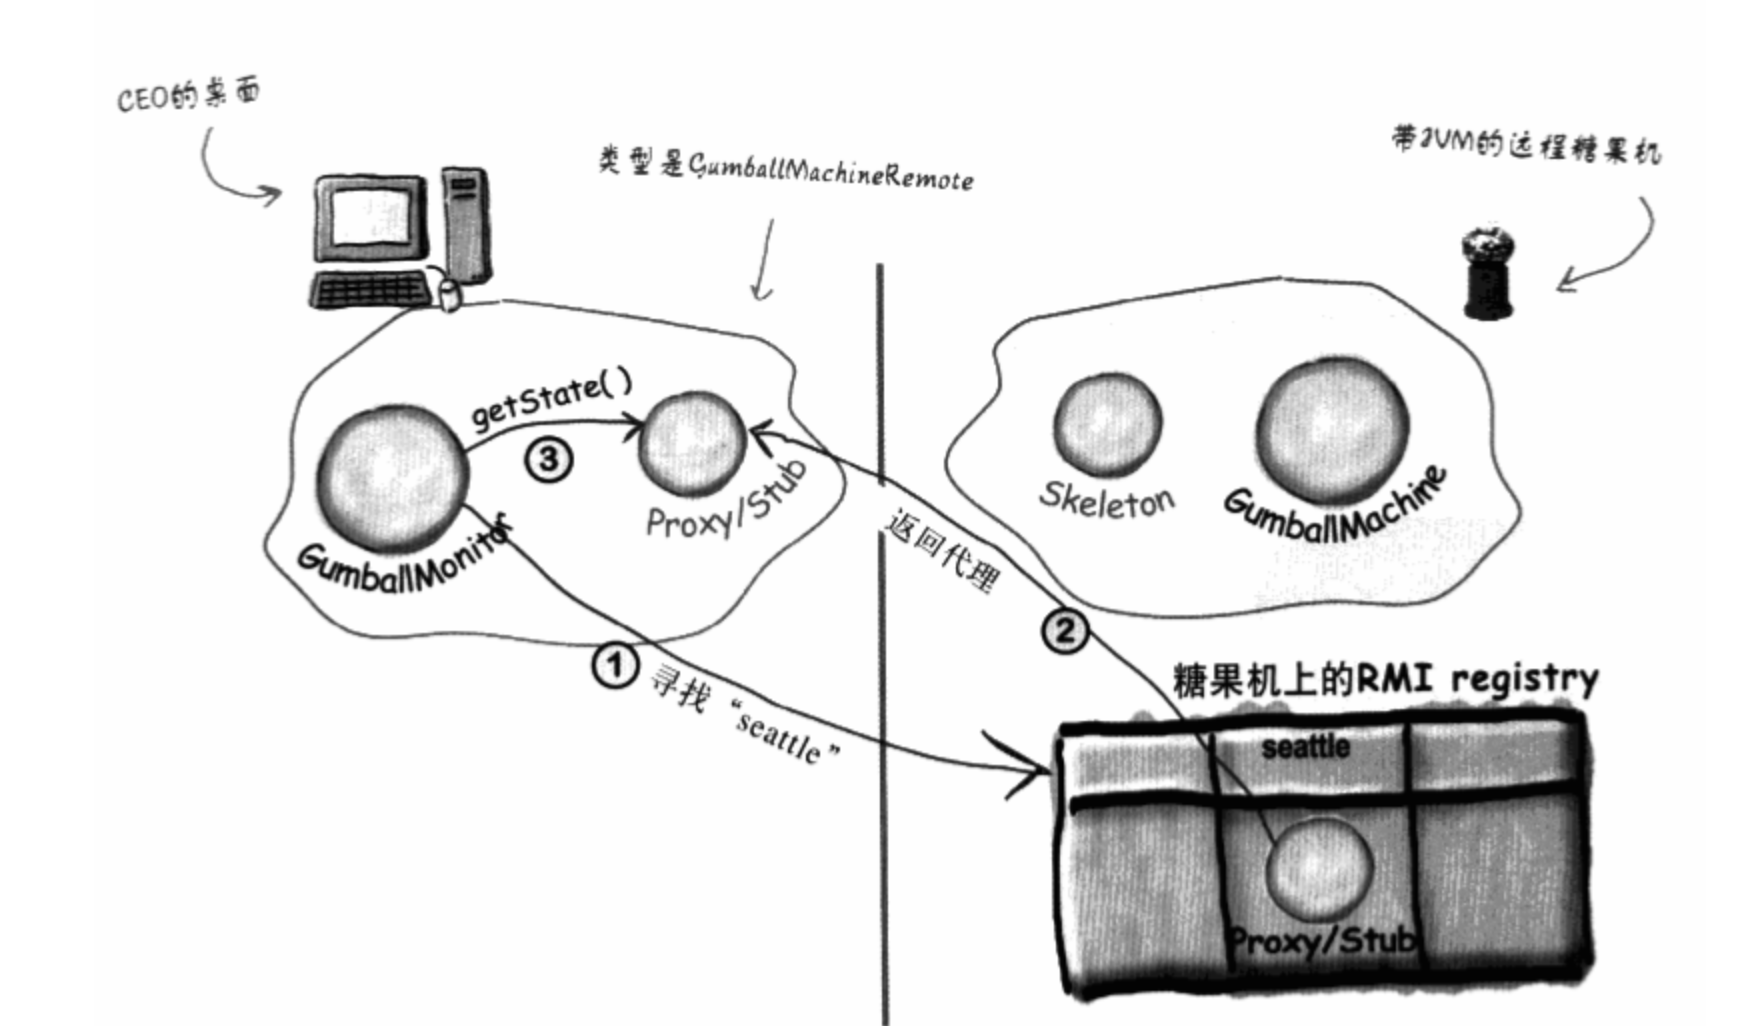 CEO的桌面
类型是GumballMachineRemote
带JVM的远程糖果机
getState()
3
Proxy/Stub
GumballMonitor
Skeleton
GumballMachine
返回代理
2
1
寻找“seattle”
糖果机上的RMI registry
seattle
Proxy/Stub